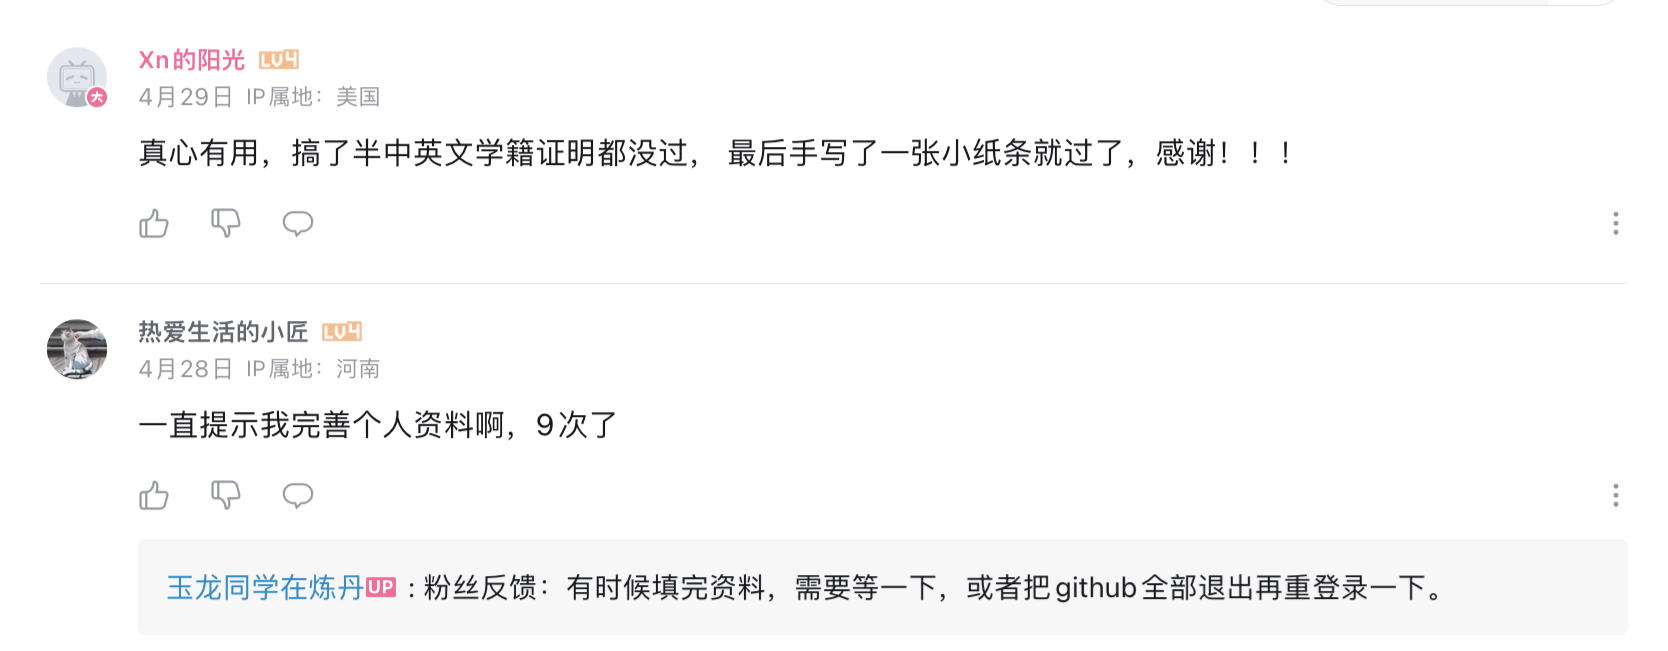 Xn的阳光 LV4
大
4月29日 IP属地：美国
真心有用，搞了半中英文学籍证明都没过， 最后手写了一张小纸条就过了，感谢！！！
热爱生活的小匠 LV4
4月28日 IP属地：河南
一直提示我完善个人资料啊，9次了
玉龙同学在炼丹UP : 粉丝反馈：有时候填完资料，需要等一下，或者把github全部退出再重登录一下。